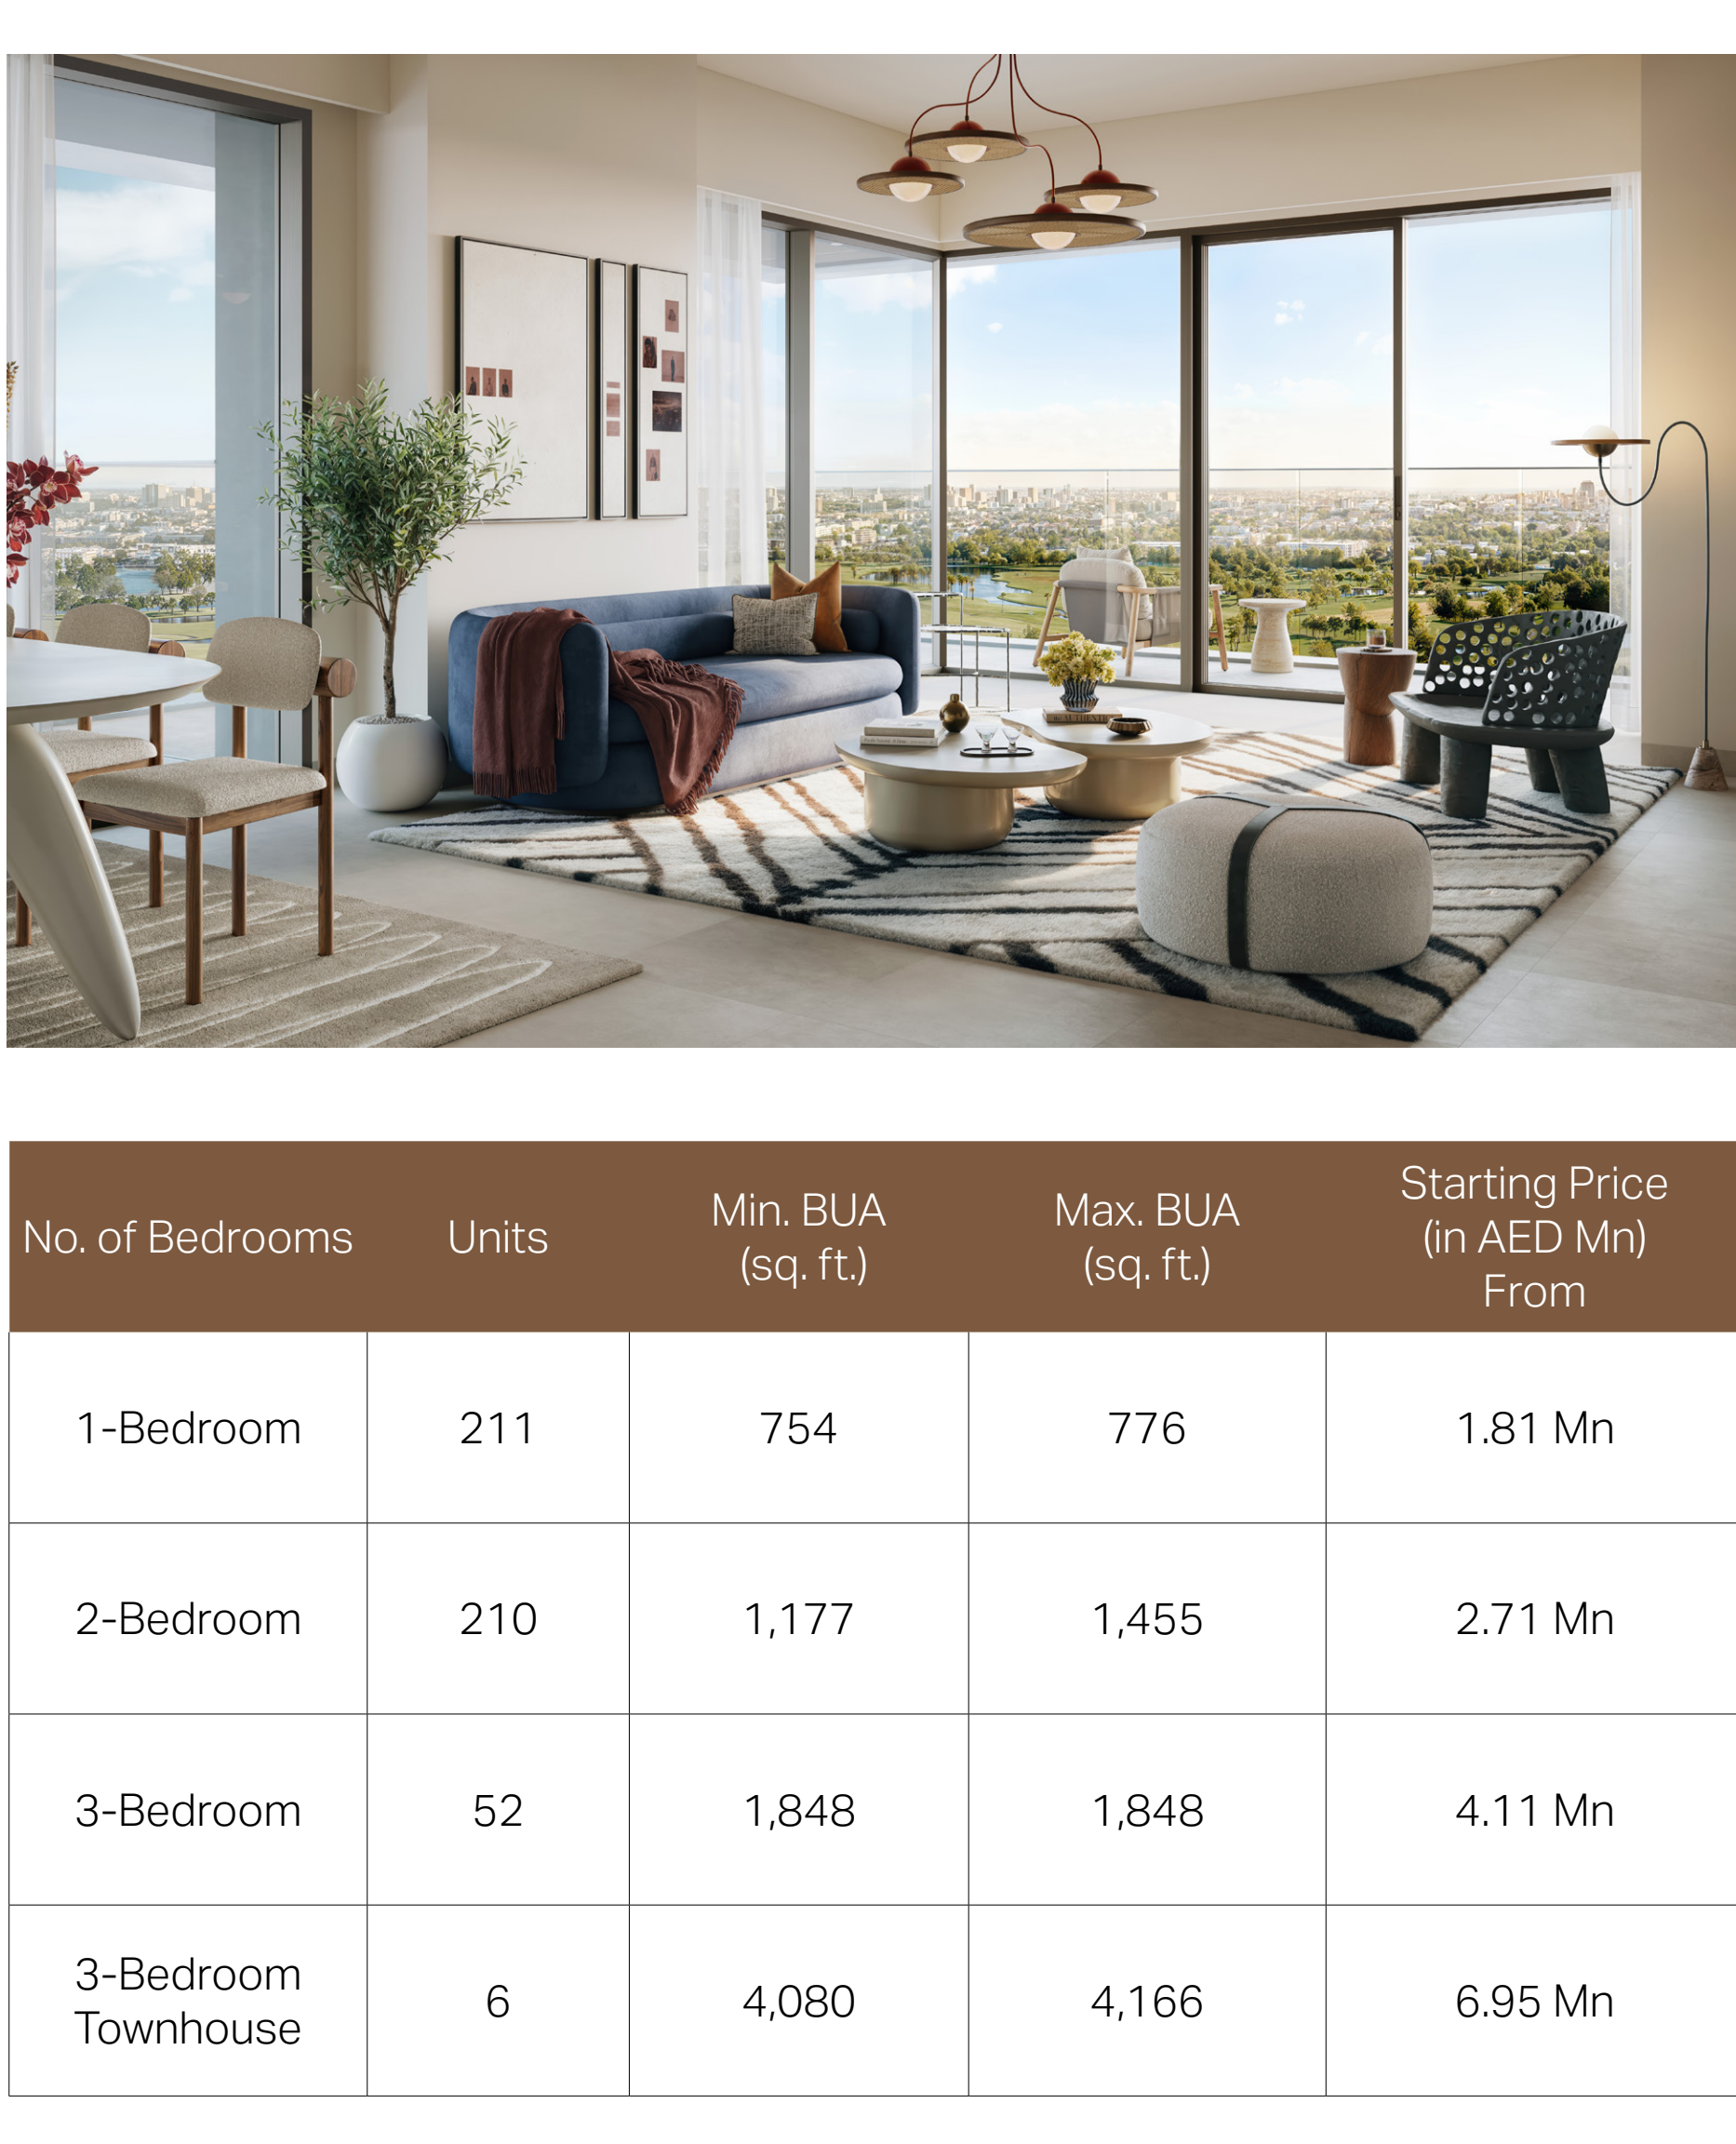 No. of Bedrooms
Units
Min. BUA
(sq. ft.)
Max. BUA
(sq. ft.)
Starting Price
(in AED Mn)
From
1-Bedroom
211
754
776
1.81 Mn
2-Bedroom
210
1,177
1,455
2.71 Mn
3-Bedroom
52
1,848
1,848
4.11 Mn
3-Bedroom
Townhouse
6
4,080
4,166
6.95 Mn